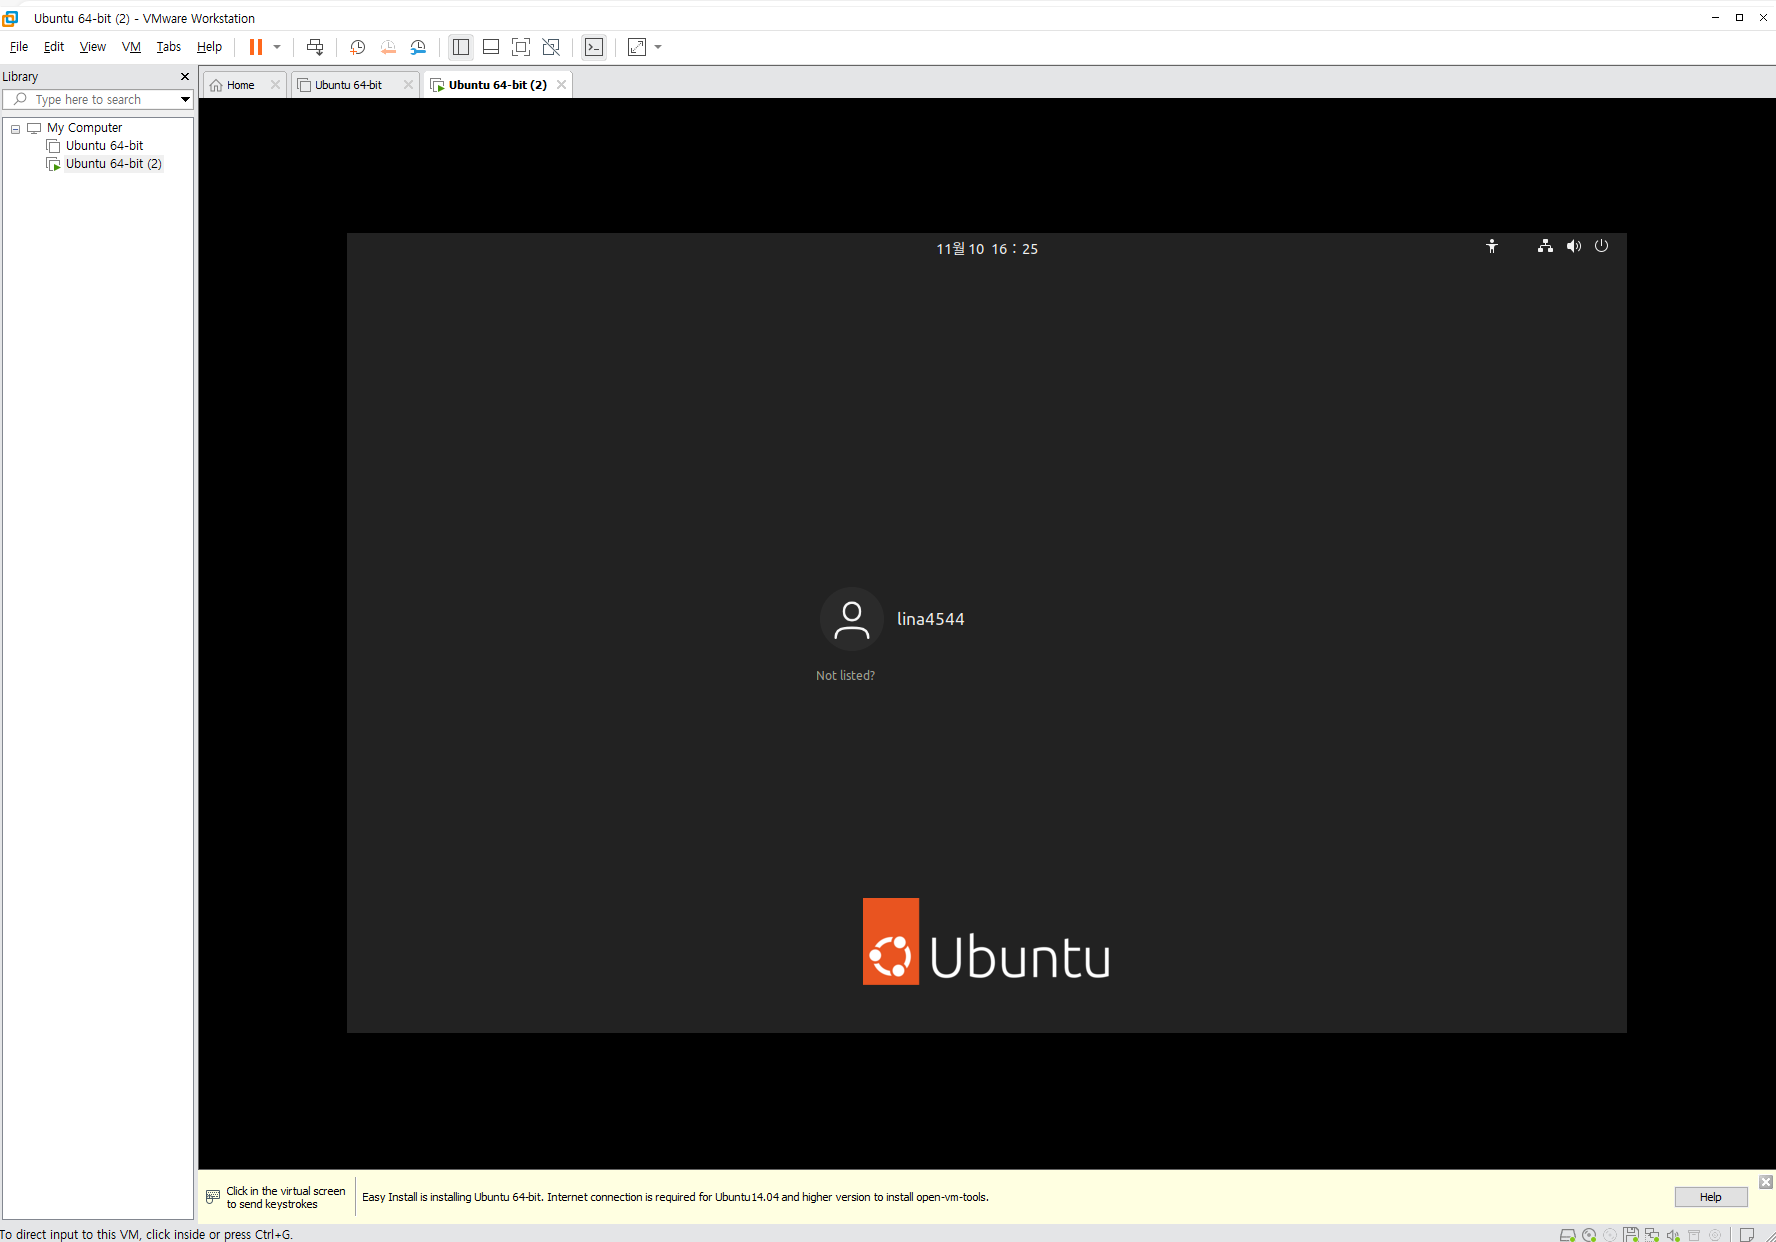 Ubuntu 64-bit (2) - VMware Workstation
File Edit View VM Tabs Help
Library
Type here to search
My Computer
Ubuntu 64-bit
Ubuntu 64-bit (2)
Home
Ubuntu 64-bit
Ubuntu 64-bit (2)
11월 10 16 : 25
lina4544
Not listed?
Ubuntu
Click in the virtual screen
to send keystrokes
Easy Install is installing Ubuntu 64-bit. Internet connection is required for Ubuntu14.04 and higher version to install open-vm-tools.
Help
To direct input to this VM, click inside or press Ctrl+G.